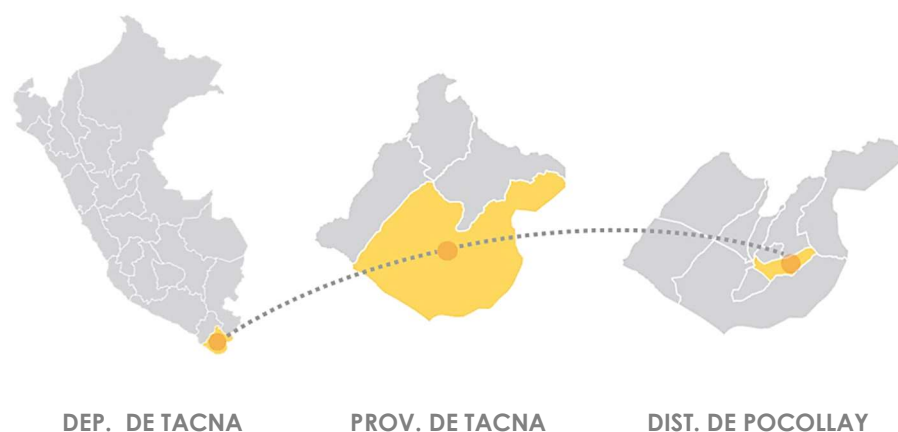 DEP. DE TACNA PROV. DE TACNA DIST. DE POCOLLAY